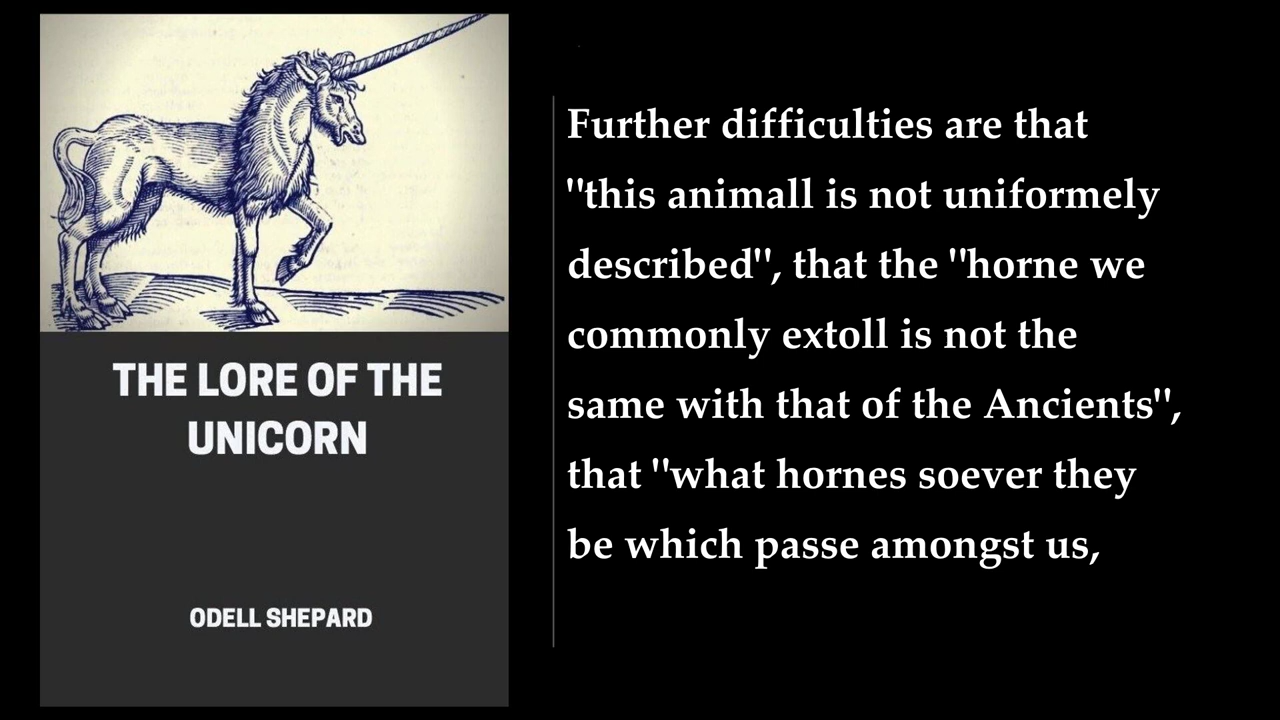 THE LORE OF THE
UNICORN
ODELL SHEPARD
Further difficulties are that
"this animall is not uniformely
described", that the "horne we
commonly extoll is not the
same with that of the Ancients",
that "what hornes soever they
be which passe amongst us,